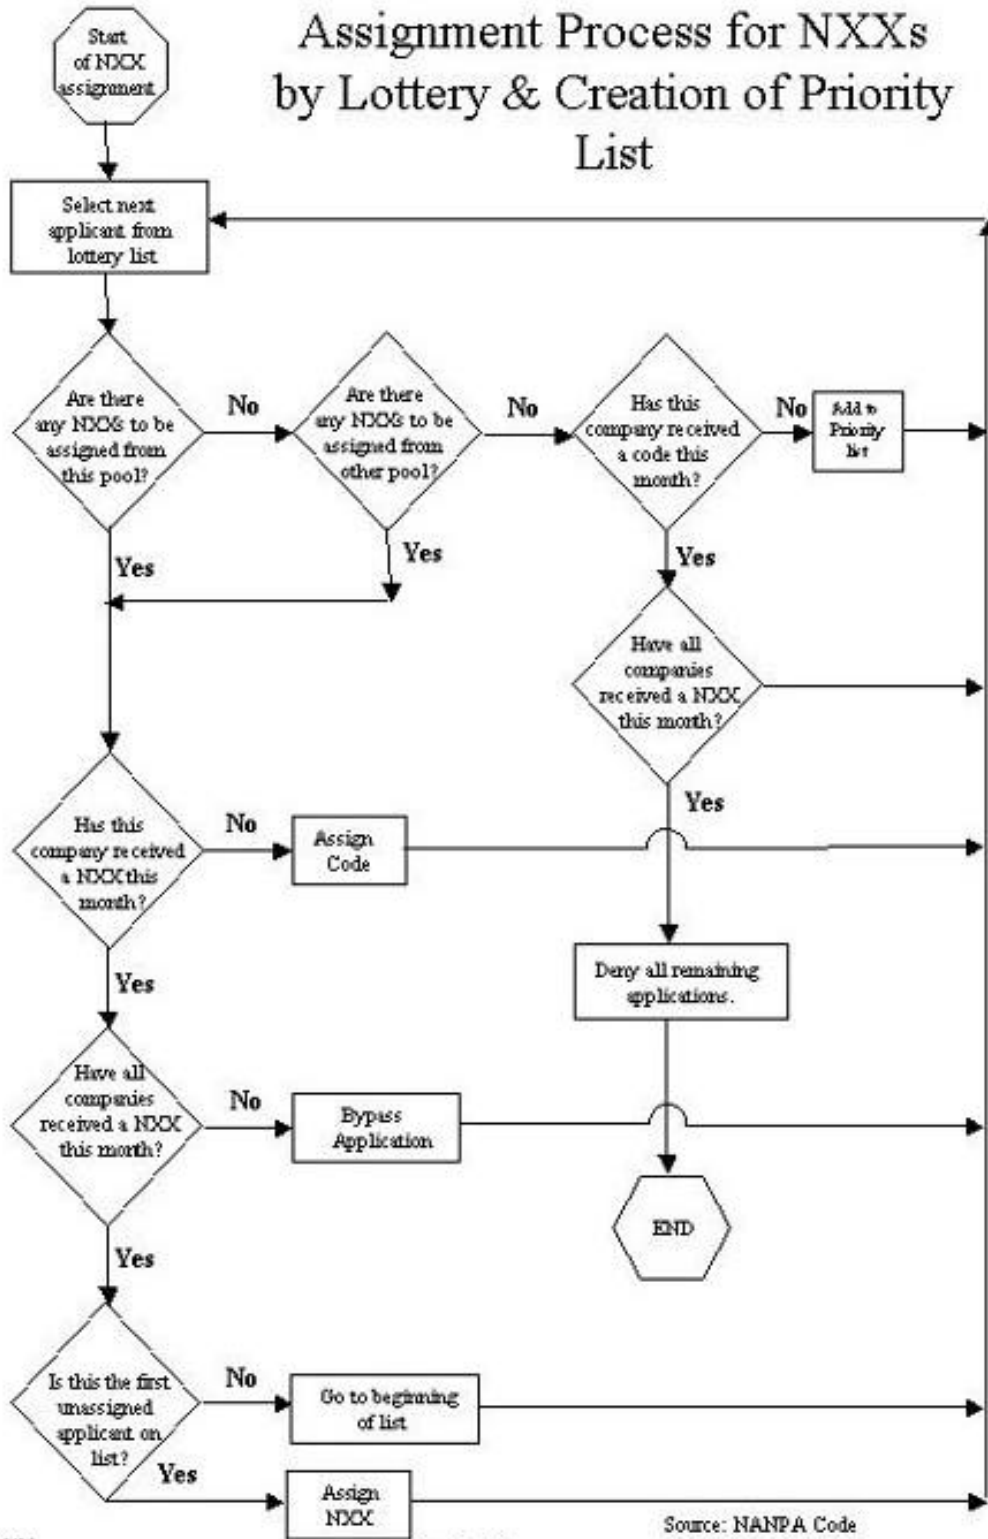 Assignment Process for NXXs
by Lottery & Creation of Priority
List
Start
of NXX
assignment
Select next
applicant from
lottery list
Are there
any NXXs to be
assigned from
this pool?
No
Are there
any NXXs to be
assigned from
other pool?
No
Has this
company received
a code this
month?
No
Add to
Priority
list
Yes
Yes
Yes
Have all
companies
received a NXX
this month?
Yes
Has this
company received
a NXX this
month?
No
Assign
Code
Deny all remaining
applications.
Yes
Have all
companies
received a NXX
this month?
No
Bypass
Application
END
Yes
Is this the first
unassigned
applicant on
list?
No
Go to beginning
of list
Yes
Assign
NXX
Source: NANPA Code